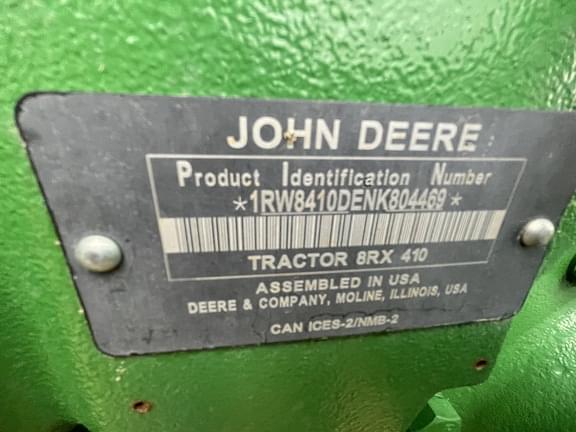 JOHN DEERE
Product Identification Number
*1RW8410DENK804469*
TRACTOR 8RX 410
ASSEMBLED IN USA
DEERE & COMPANY, MOLINE, ILLINOIS, USA
CAN ICES-2/NMB-2